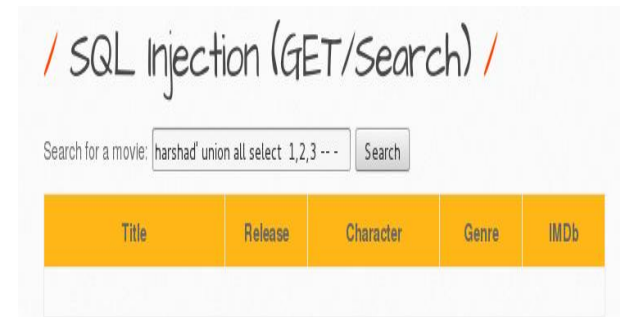 / SQL Injection (GET/Search) /
Search for a movie: harshad' union all select 1,2,3 -- - Search
Title Release Character Genre IMDb